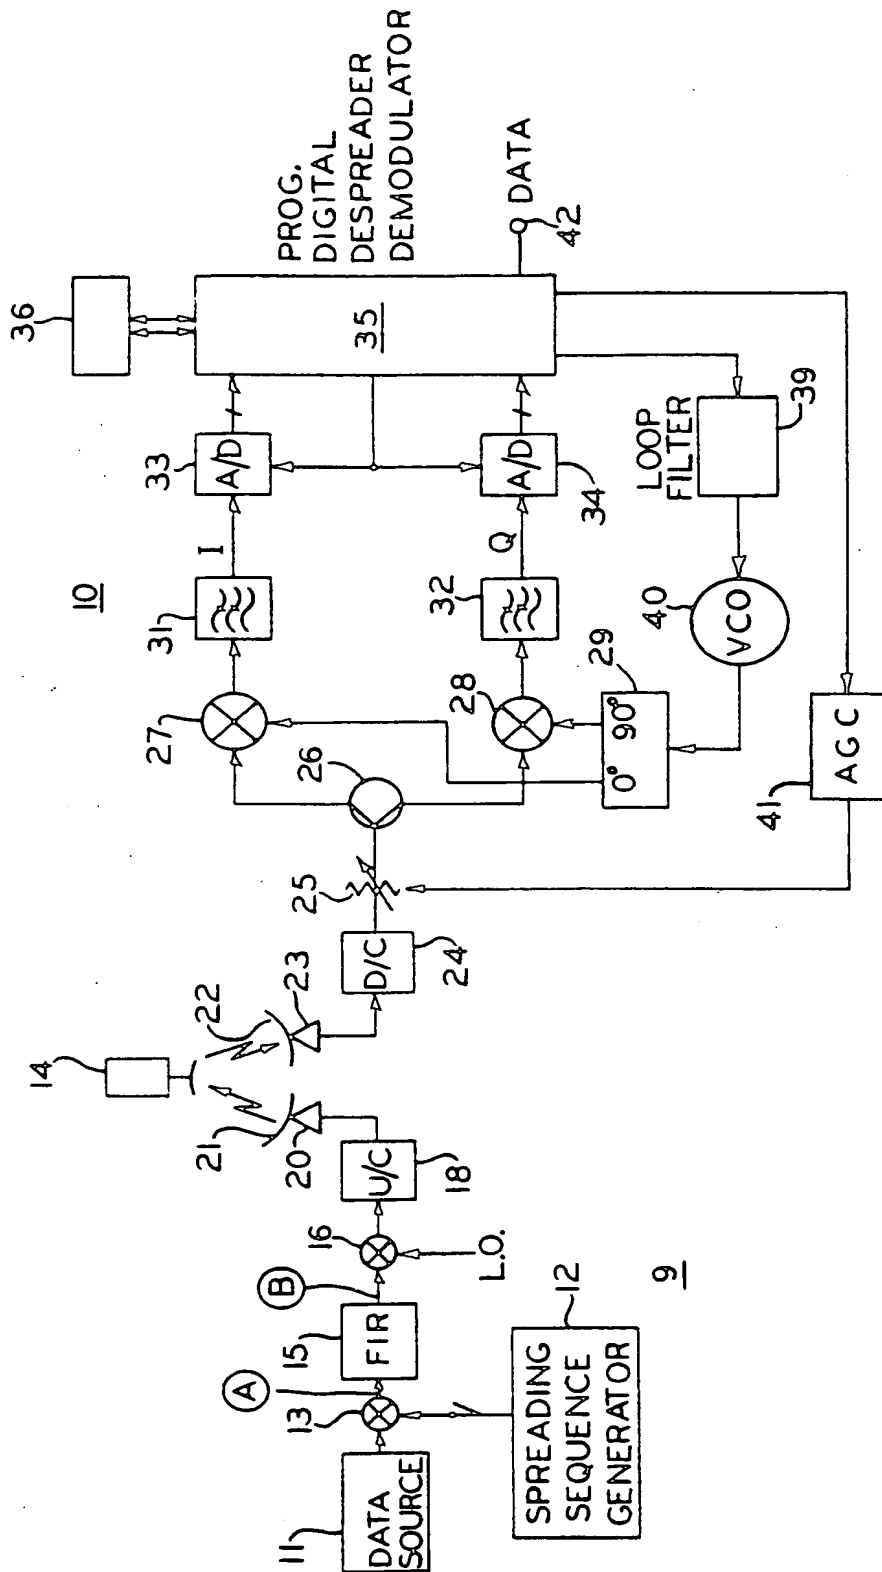 11
DATA
SOURCE
13
A
SPREADING
SEQUENCE
GENERATOR
12
9
15
FIR
B
16
L.O.
U/C
18
20
21
14
22
23
D/C
24
25
26
10
27
28
0° 90°
29
31
I
32
Q
33
A/D
A/D
34
35
36
PROG.
DIGITAL
DESPREADER
DEMODULATOR
DATA
42
LOOP
FILTER
39
VCO
40
AGC
41